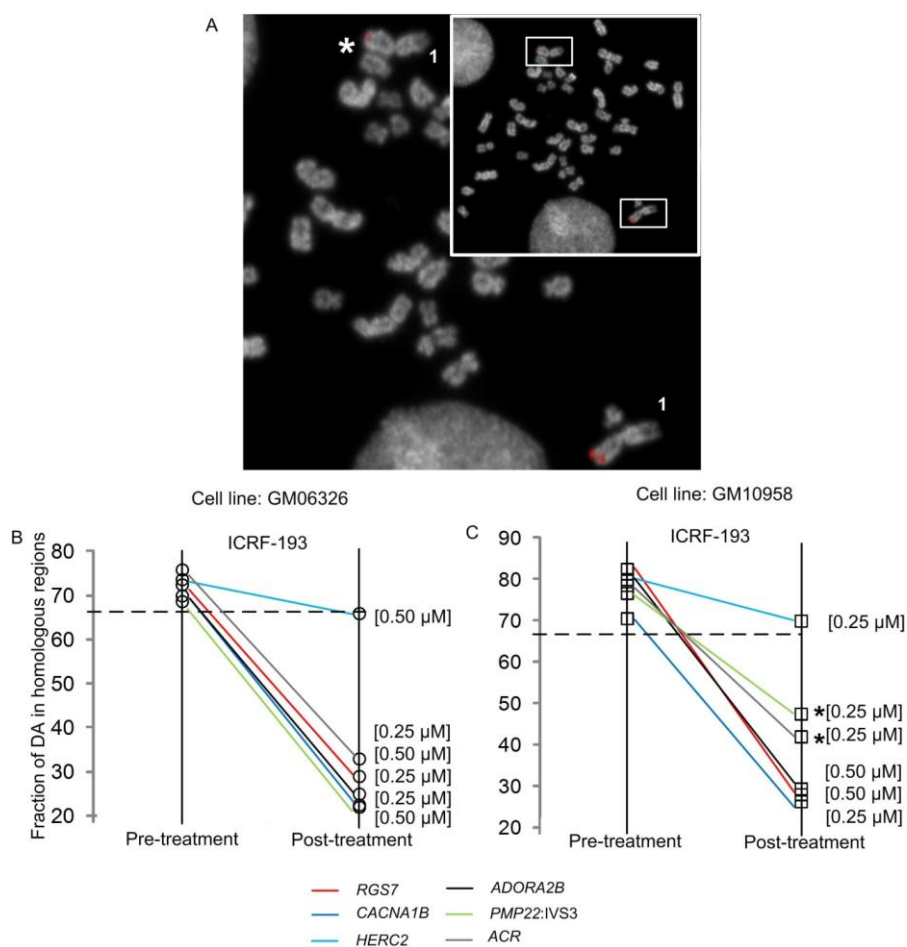 A
*
1
1
Cell line: GM06326
B
ICRF-193
Fraction of DA in homologous regions
80
70
60
50
40
30
20
[0.50 µM]
[0.25 µM]
[0.50 µM]
[0.25 µM]
[0.25 µM]
[0.50 µM]
Pre-treatment
Post-treatment
Cell line: GM10958
C
ICRF-193
90
80
70
60
50
40
30
20
[0.25 µM]
*[0.25 µM]
*[0.25 µM]
[0.50 µM]
[0.50 µM]
[0.25 µM]
Pre-treatment
Post-treatment
RGS7
CACNA1B
HERC2
ADORA2B
PMP22:IVS3
ACR